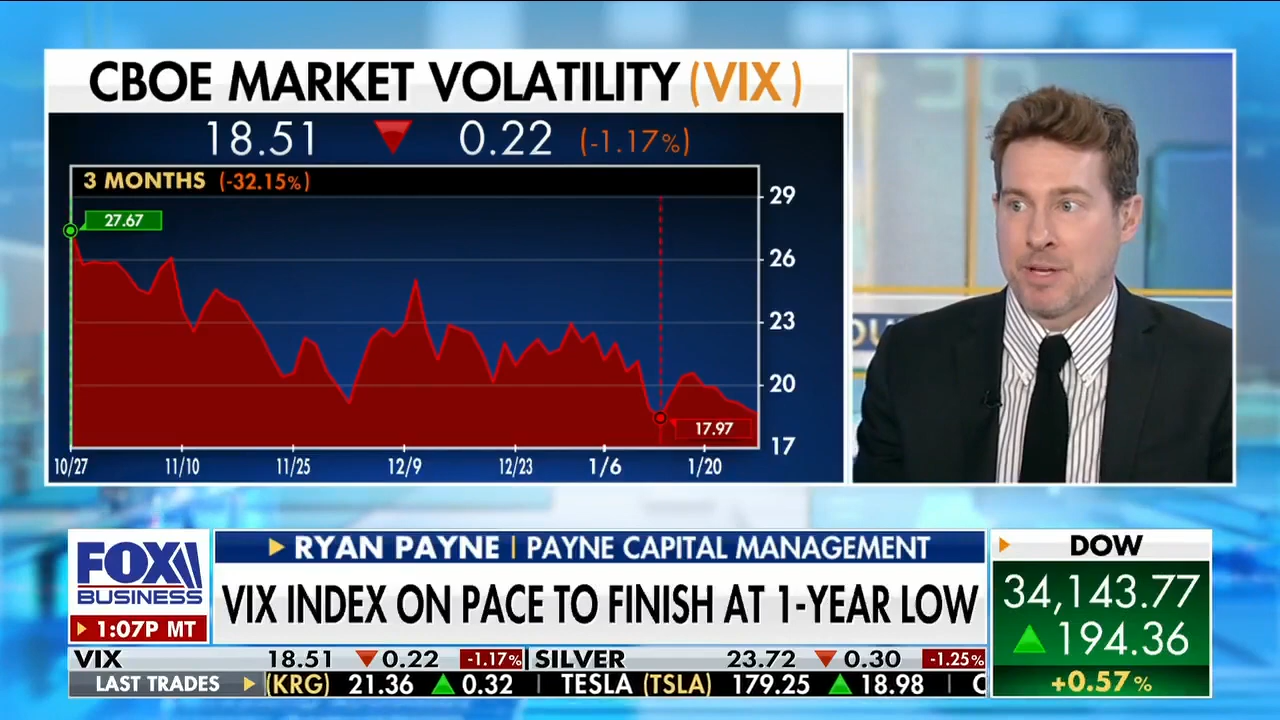 CBOE MARKET VOLATILITY (VIX)
18.51 ▼ 0.22 (-1.17%)
3 MONTHS (-32.15%)
27.67
29
26
23
20
17
17.97
10/27 11/10 11/25 12/9 12/23 1/6 1/20
FOX
BUSINESS
1:07P MT
RYAN PAYNE | PAYNE CAPITAL MANAGEMENT
VIX INDEX ON PACE TO FINISH AT 1-YEAR LOW
DOW
34,143.77
▲ 194.36
+0.57%
VIX 18.51 ▼0.22 -1.17% SILVER 23.72 ▼0.30 -1.25%
LAST TRADES (KRG) 21.36 ▲ 0.32 | TESLA (TSLA) 179.25 ▲ 18.98 |